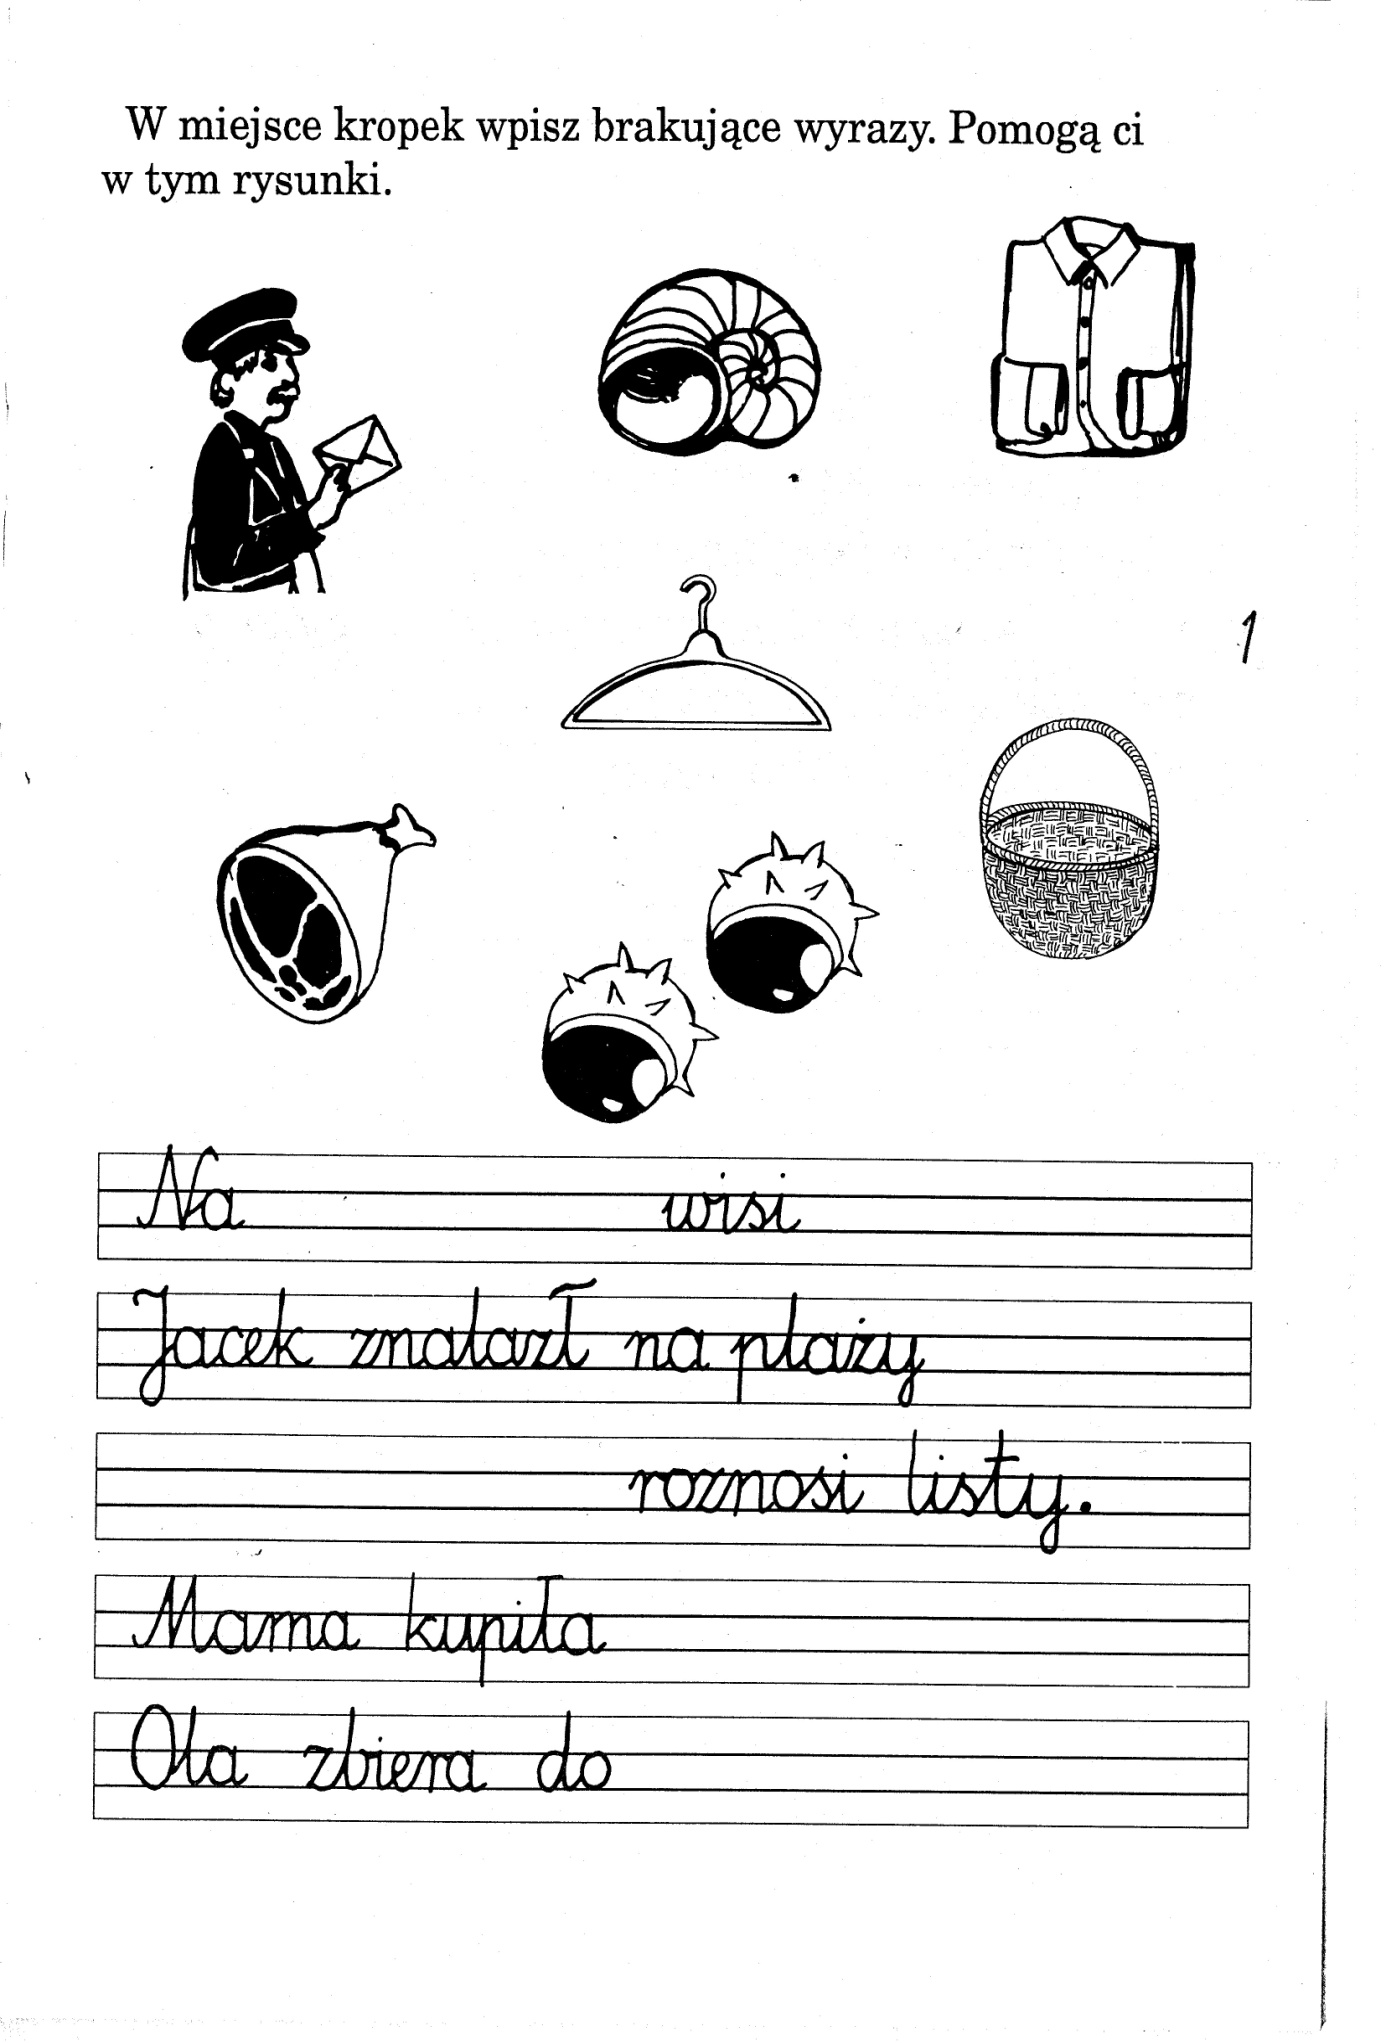 W miejsce kropek wpisz brakujące wyrazy. Pomogą ci
w tym rysunki.
1
Na wisi
Jacek znalazł na plaży
roznosi listy.
Mama kupiła
Ola zbiera do